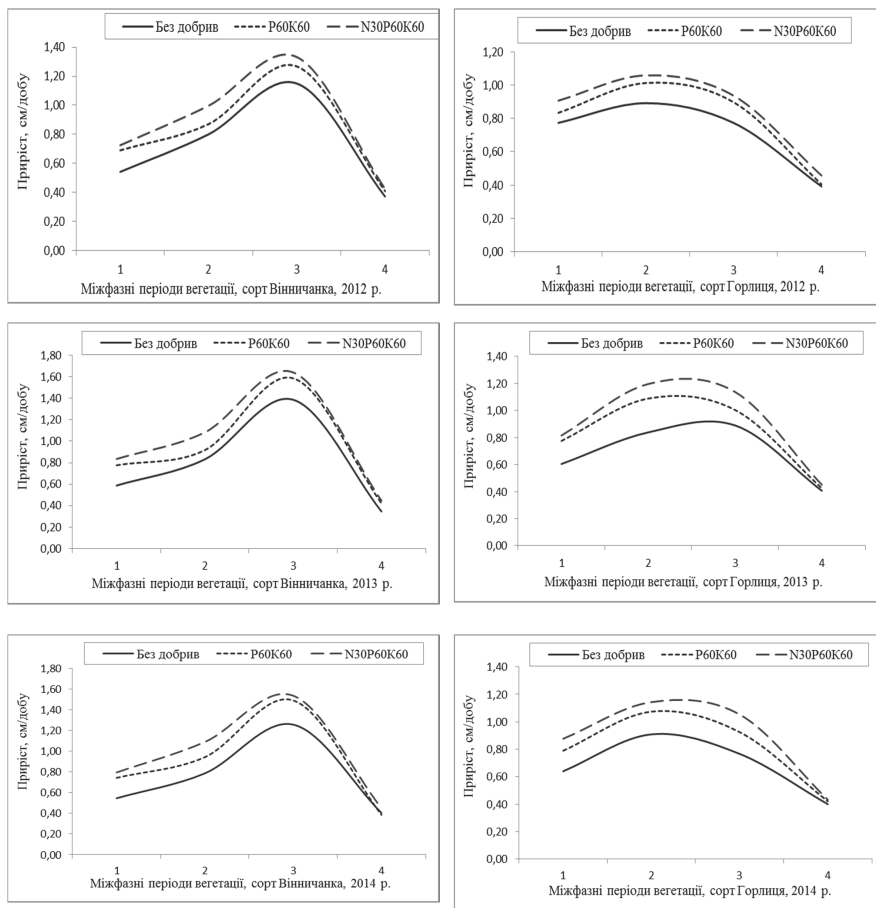 Без добрив P60K60 N30P60K60
Приріст, см/добу
1,40
1,20
1,00
0,80
0,60
0,40
0,20
0,00
1 2 3 4
Міжфазні періоди вегетації, сорт Вінничанка, 2012 р.
Без добрив P60K60 N30P60K60
Приріст, см/добу
1,20
1,00
0,80
0,60
0,40
0,20
0,00
1 2 3 4
Міжфазні періоди вегетації, сорт Горлиця, 2012 р.
Без добрив P60K60 N30P60K60
Приріст, см/добу
1,80
1,60
1,40
1,20
1,00
0,80
0,60
0,40
0,20
0,00
1 2 3 4
Міжфазні періоди вегетації, сорт Вінничанка, 2013 р.
Без добрив P60K60 N30P60K60
Приріст, см/добу
1,40
1,20
1,00
0,80
0,60
0,40
0,20
0,00
1 2 3 4
Міжфазні періоди вегетації, сорт Горлиця, 2013 р.
Без добрив P60K60 N30P60K60
Приріст, см/добу
1,80
1,60
1,40
1,20
1,00
0,80
0,60
0,40
0,20
0,00
1 2 3 4
Міжфазні періоди вегетації, сорт Вінничанка, 2014 р.
Без добрив P60K60 N30P60K60
Приріст, см/добу
1,40
1,20
1,00
0,80
0,60
0,40
0,20
0,00
1 2 3 4
Міжфазні періоди вегетації, сорт Горлиця, 2014 р.